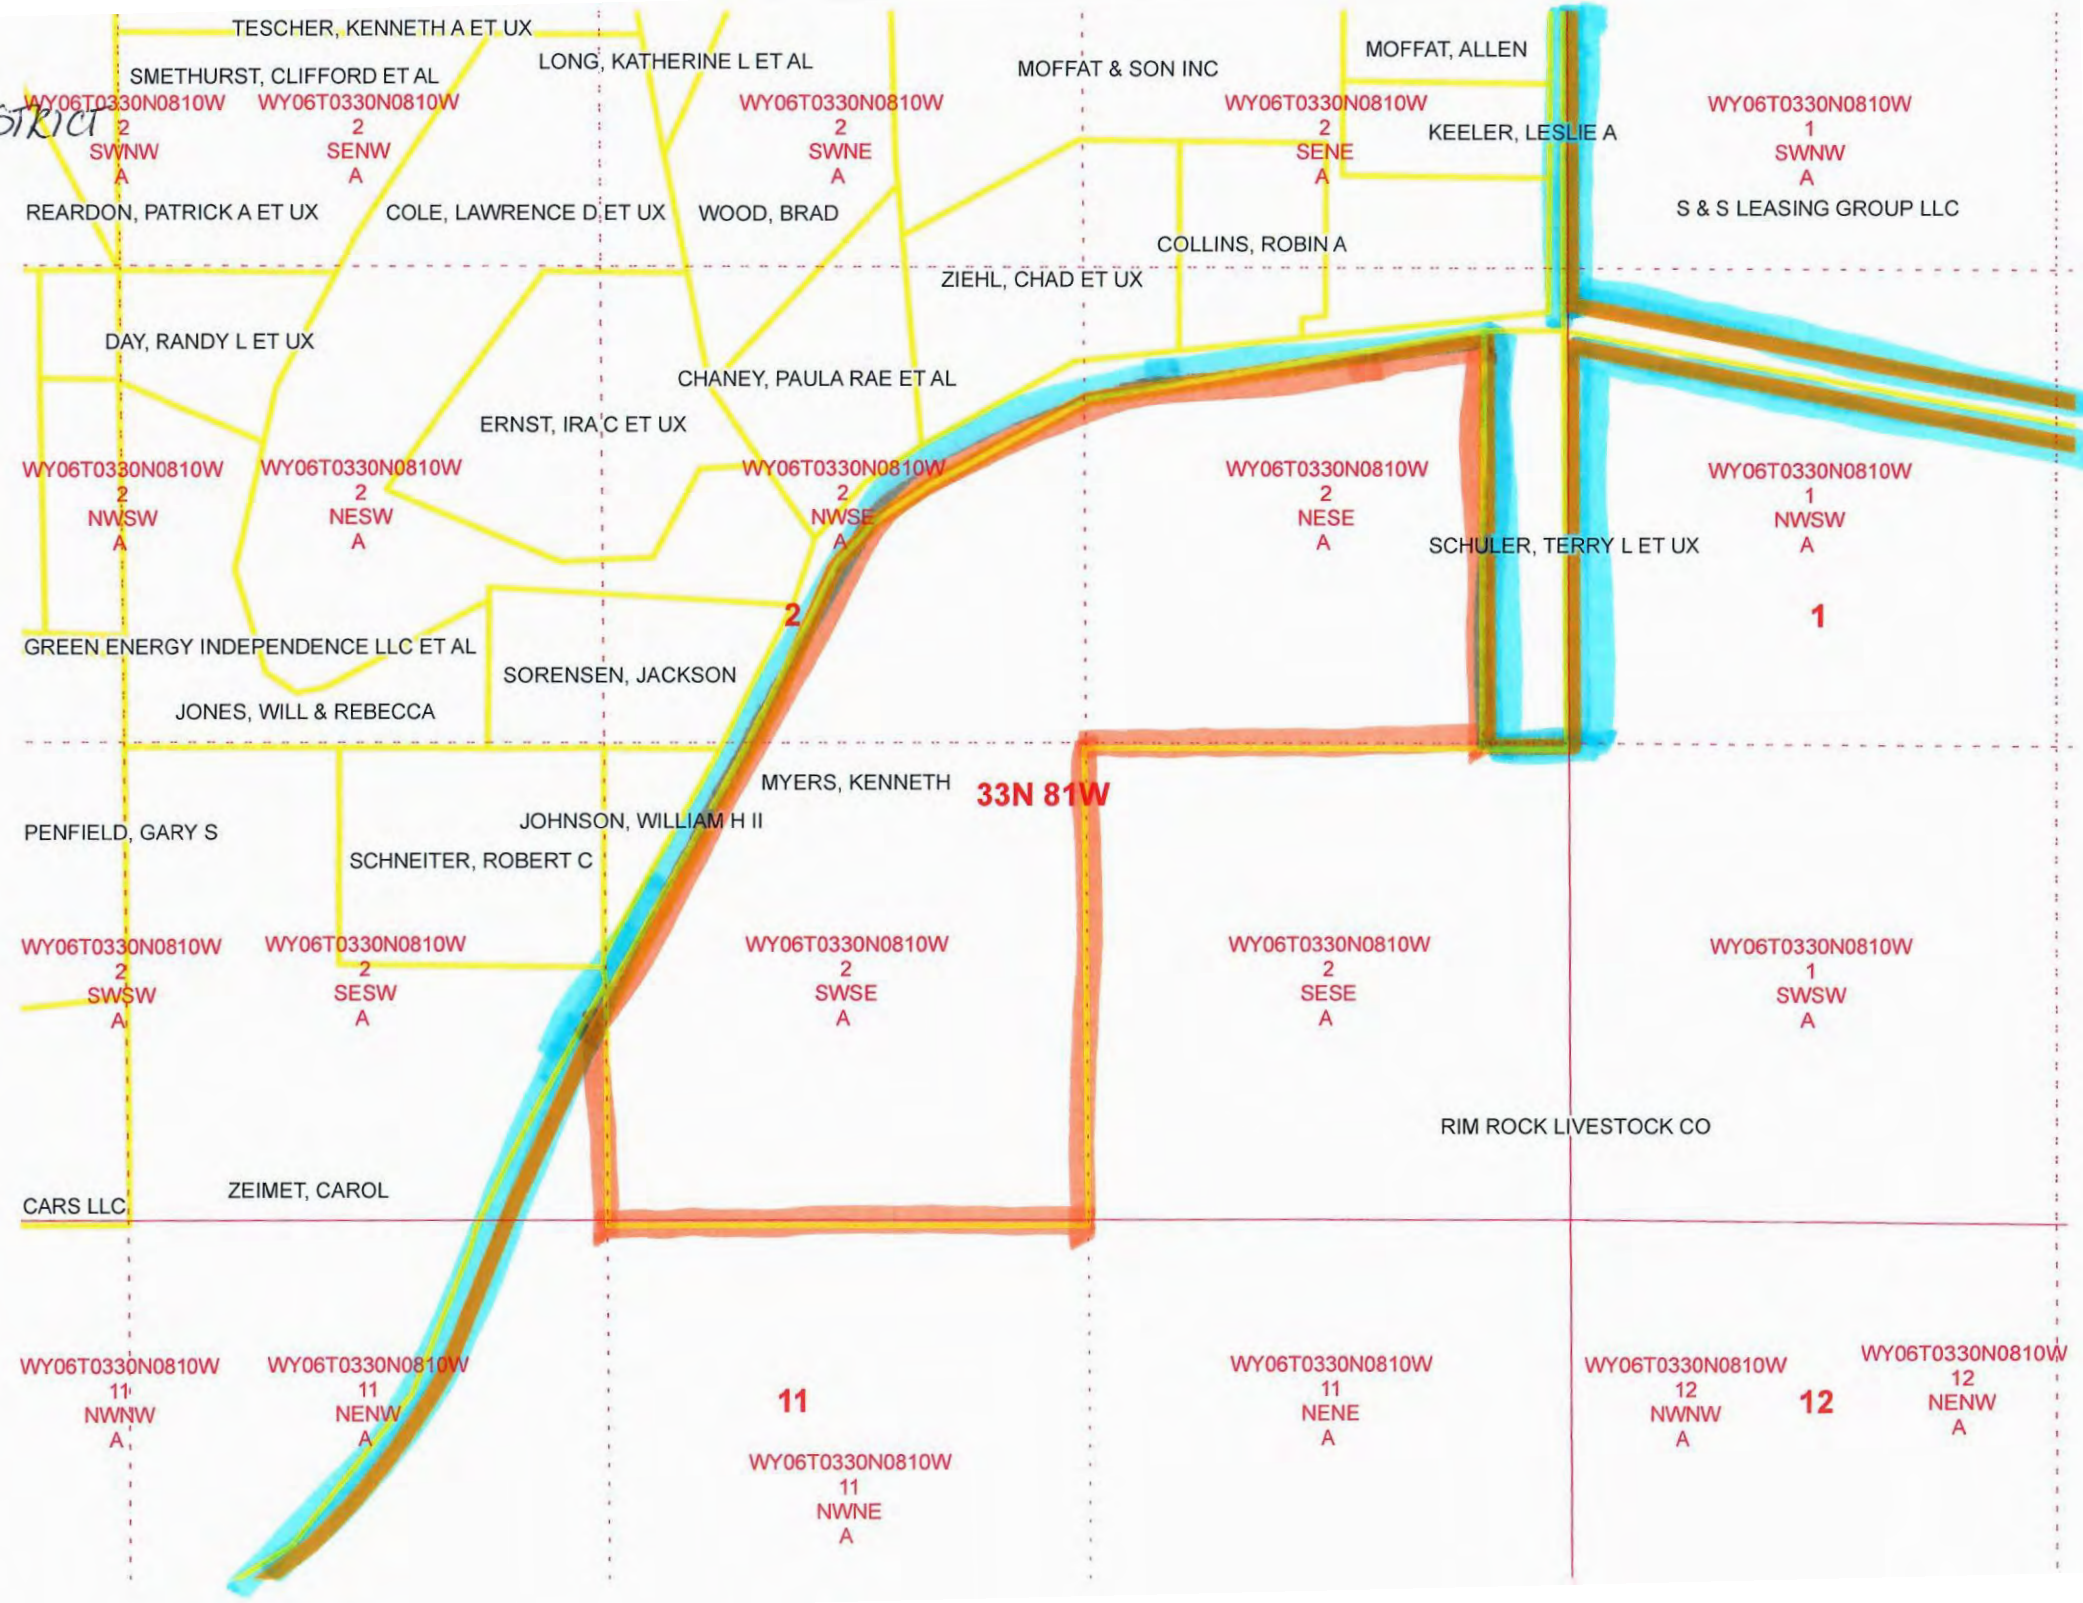 TESCHER, KENNETH A ET UX
SMETHURST, CLIFFORD ET AL
LONG, KATHERINE L ET AL
MOFFAT & SON INC
MOFFAT, ALLEN
WY06T0330N0810W
2
SWNW
A
WY06T0330N0810W
2
SENW
A
WY06T0330N0810W
2
SWNE
A
WY06T0330N0810W
2
SENE
A
KEELER, LESLIE A
WY06T0330N0810W
1
SWNW
A
REARDON, PATRICK A ET UX
COLE, LAWRENCE D ET UX
WOOD, BRAD
COLLINS, ROBIN A
S & S LEASING GROUP LLC
ZIEHL, CHAD ET UX
DAY, RANDY L ET UX
CHANEY, PAULA RAE ET AL
ERNST, IRA C ET UX
WY06T0330N0810W
2
NWSW
A
WY06T0330N0810W
2
NESW
A
WY06T0330N0810W
2
NWSE
A
WY06T0330N0810W
2
NESE
A
WY06T0330N0810W
1
NWSW
A
SCHULER, TERRY L ET UX
2
1
GREEN ENERGY INDEPENDENCE LLC ET AL
SORENSEN, JACKSON
JONES, WILL & REBECCA
MYERS, KENNETH
33N 81W
PENFIELD, GARY S
JOHNSON, WILLIAM H II
SCHNEITER, ROBERT C
WY06T0330N0810W
2
SWSW
A
WY06T0330N0810W
2
SESW
A
WY06T0330N0810W
2
SWSE
A
WY06T0330N0810W
2
SESE
A
WY06T0330N0810W
1
SWSW
A
RIM ROCK LIVESTOCK CO
CARS LLC
ZEIMET, CAROL
WY06T0330N0810W
11
NWNW
A
WY06T0330N0810W
11
NENW
A
11
WY06T0330N0810W
11
NWNE
A
WY06T0330N0810W
11
NENE
A
WY06T0330N0810W
12
NWNW
A
12
WY06T0330N0810W
12
NENW
A